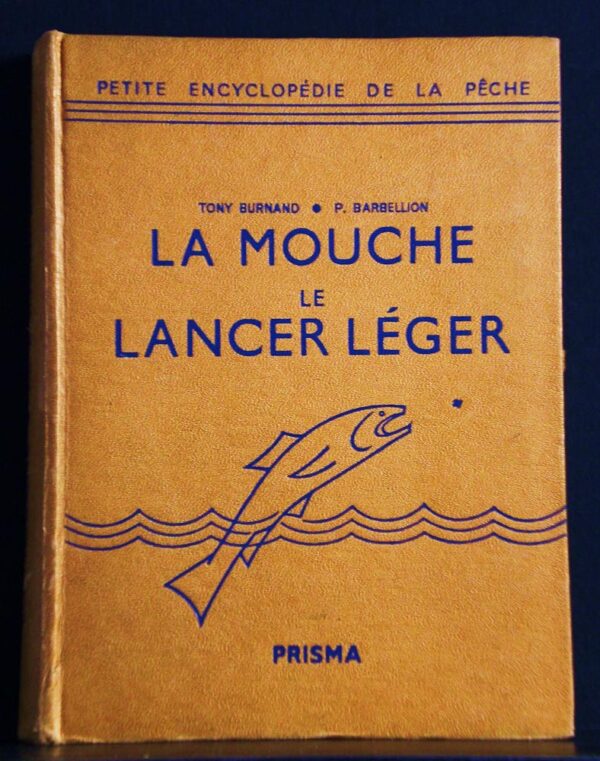 PETITE ENCYCLOPÉDIE DE LA PÊCHE
TONY BURNAND • P. BARBELLION
LA MOUCHE
LE
LANCER LÉGER
PRISMA